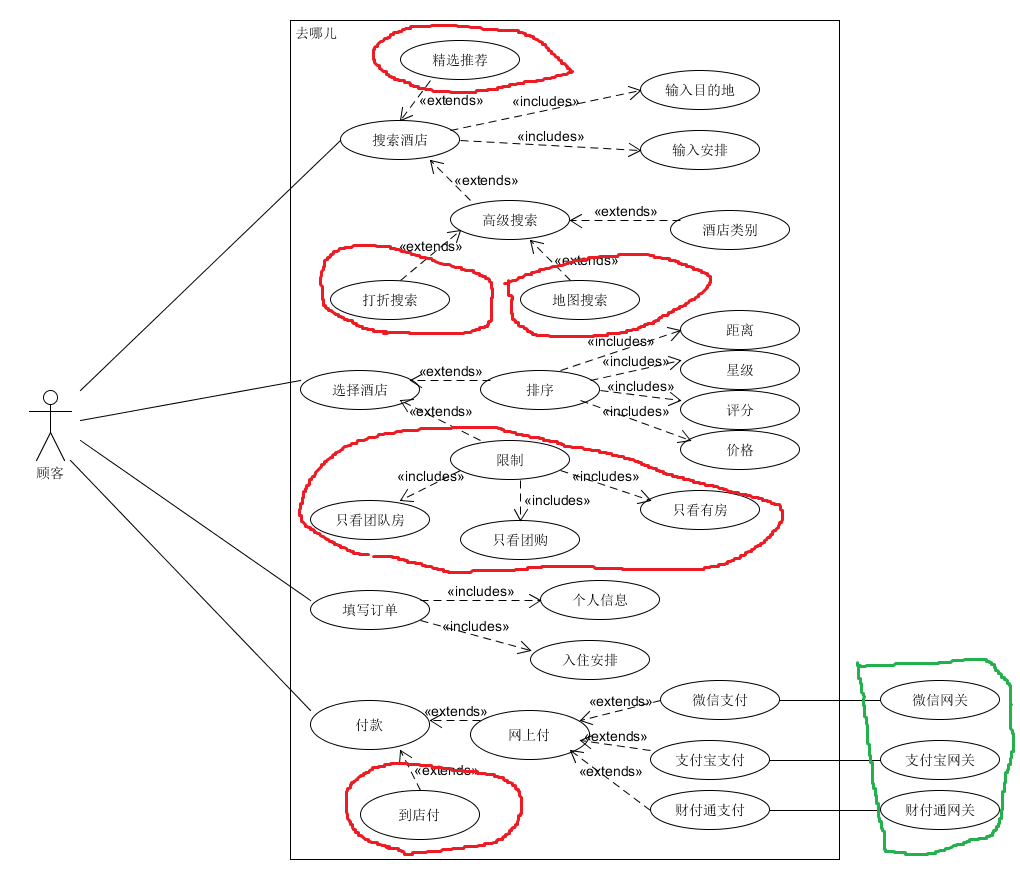 去哪儿
精选推荐
«extends»
«includes»
输入目的地
搜索酒店
«includes»
输入安排
«extends»
高级搜索
«extends»
酒店类别
«extends»
«extends»
打折搜索
地图搜索
«includes»
距离
«includes»
星级
选择酒店
«extends»
排序
«includes»
评分
«extends»
«includes»
价格
顾客
限制
«includes»
«includes»
«includes»
只看团队房
只看团购
只看有房
填写订单
«includes»
个人信息
«includes»
入住安排
付款
«extends»
网上付
«extends»
微信支付
微信网关
«extends»
支付宝支付
支付宝网关
«extends»
«extends»
到店付
财付通支付
财付通网关